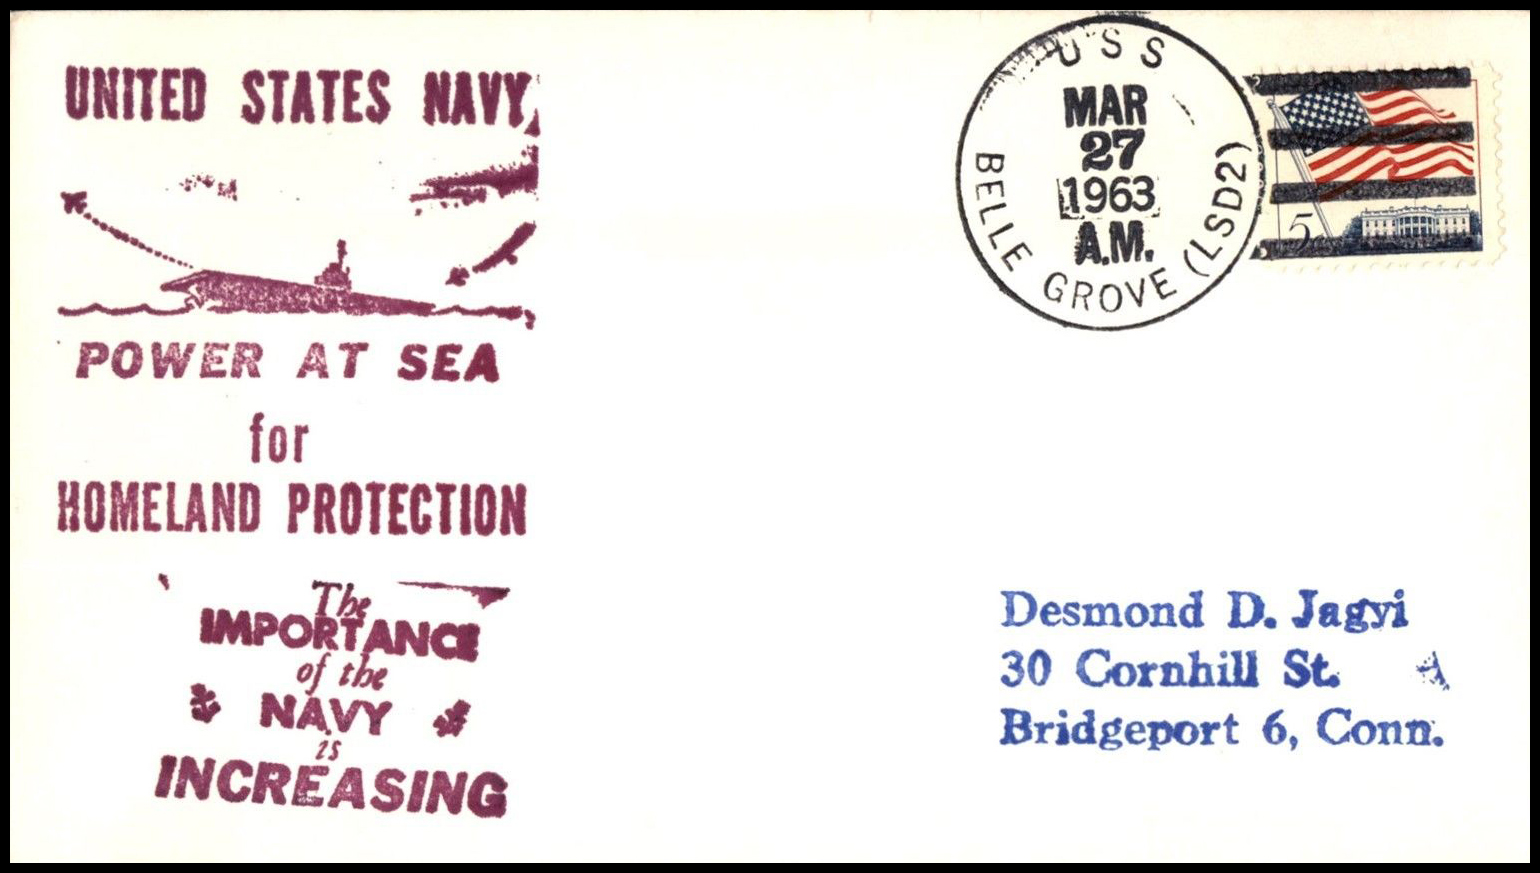 UNITED STATES NAVY
POWER AT SEA
for
HOMELAND PROTECTION
The
IMPORTANCE
of the
NAVY
is
INCREASING
USS
MAR
27
1963
A.M.
BELLE GROVE (LSD2)
5c
Desmond D. Jagyi
30 Cornhill St.
Bridgeport 6, Conn.